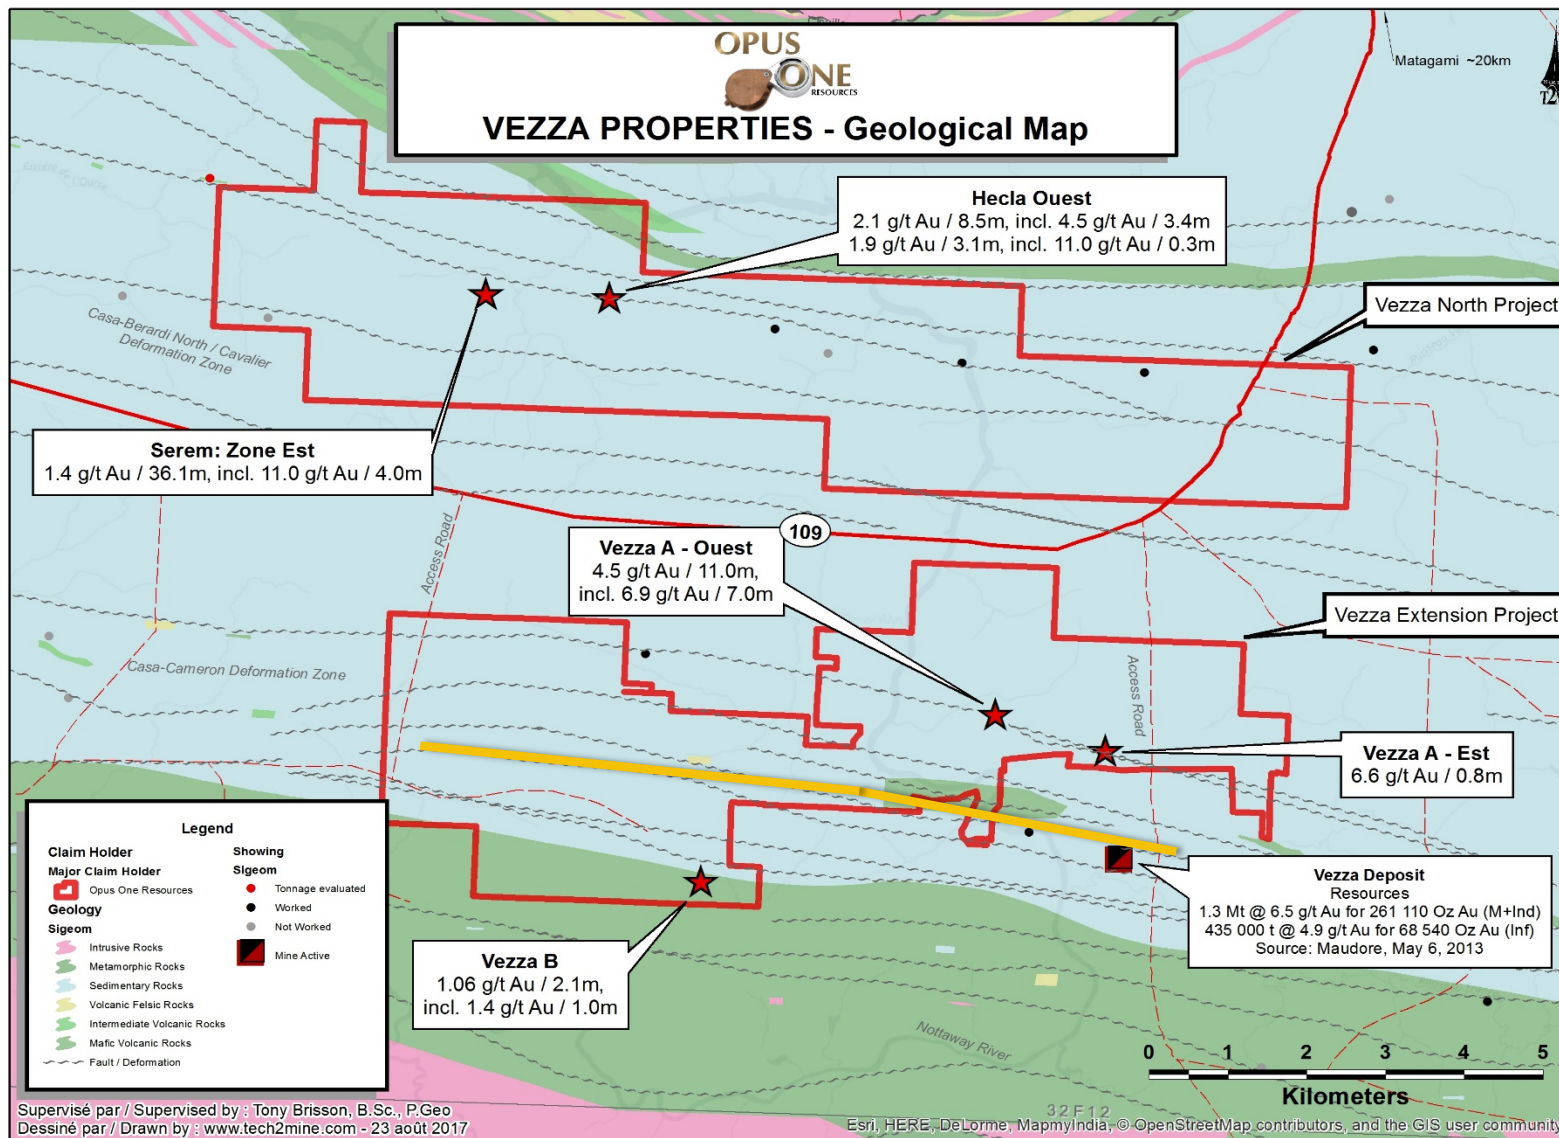 OPUS
ONE
RESOURCES
VEZZA PROPERTIES - Geological Map
Matagami ~20km
Hecla Ouest
2.1 g/t Au / 8.5m, incl. 4.5 g/t Au / 3.4m
1.9 g/t Au / 3.1m, incl. 11.0 g/t Au / 0.3m
Vezza North Project
Casa-Berardi North / Cavalier
Deformation Zone
Serem: Zone Est
1.4 g/t Au / 36.1m, incl. 11.0 g/t Au / 4.0m
Access Road
109
Vezza A - Ouest
4.5 g/t Au / 11.0m,
incl. 6.9 g/t Au / 7.0m
Vezza Extension Project
Casa-Cameron Deformation Zone
Access Road
Vezza A - Est
6.6 g/t Au / 0.8m
Vezza Deposit
Resources
1.3 Mt @ 6.5 g/t Au for 261 110 Oz Au (M+Ind)
435 000 t @ 4.9 g/t Au for 68 540 Oz Au (Inf)
Source: Maudore, May 6, 2013
Vezza B
1.06 g/t Au / 2.1m,
incl. 1.4 g/t Au / 1.0m
Legend
Claim Holder
Major Claim Holder
Opus One Resources
Geology
Sigeom
Intrusive Rocks
Metamorphic Rocks
Sedimentary Rocks
Volcanic Felsic Rocks
Intermediate Volcanic Rocks
Mafic Volcanic Rocks
Fault / Deformation
Showing
Sigeom
Tonnage evaluated
Worked
Not Worked
Mine Active
Nottaway River
0 1 2 3 4 5
Kilometers
32F12
Supervisé par / Supervised by : Tony Brisson, B.Sc., P.Geo
Dessiné par / Drawn by : www.tech2mine.com - 23 août 2017
Esri, HERE, DeLorme, MapmyIndia, © OpenStreetMap contributors, and the GIS user community